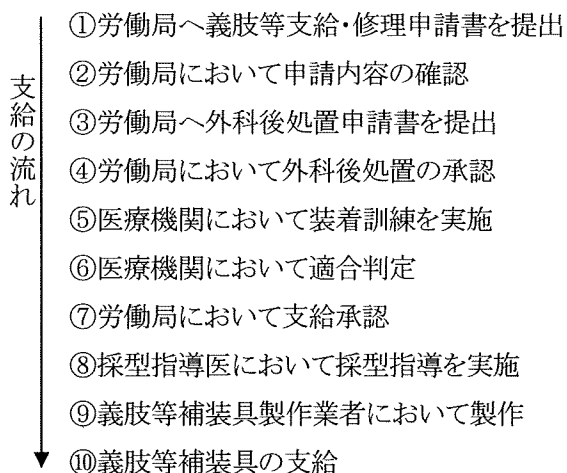 支給の流れ
①労働局へ義肢等支給・修理申請書を提出
②労働局において申請内容の確認
③労働局へ外科後処置申請書を提出
④労働局において外科後処置の承認
⑤医療機関において装着訓練を実施
⑥医療機関において適合判定
⑦労働局において支給承認
⑧採型指導医において採型指導を実施
⑨義肢等補装具製作業者において製作
⑩義肢等補装具の支給